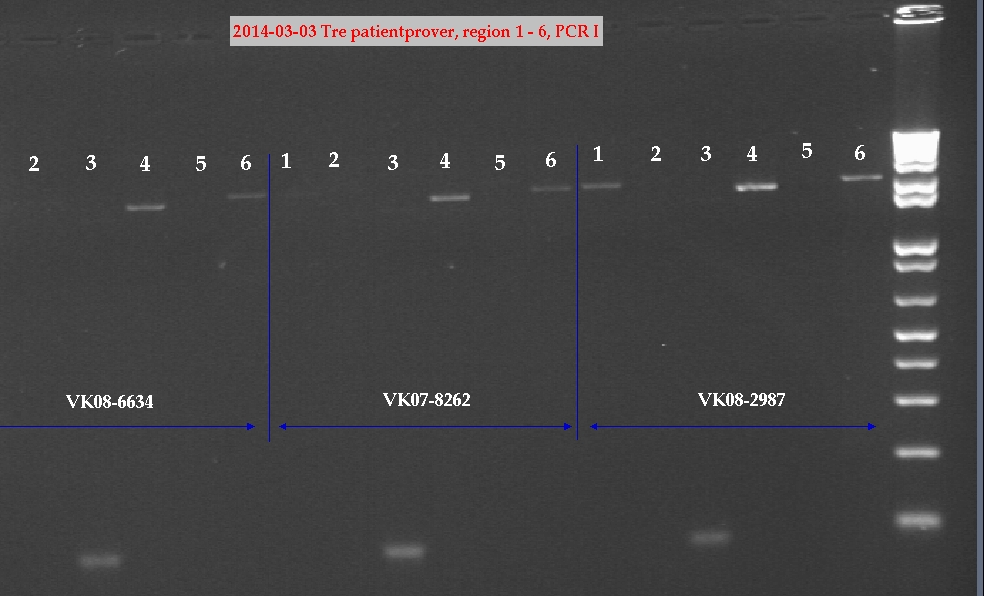 2014-03-03 Tre patientprover, region 1 - 6, PCR I
2 3 4 5 6 1 2 3 4 5 6 1 2 3 4 5 6
VK08-6634 VK07-8262 VK08-2987